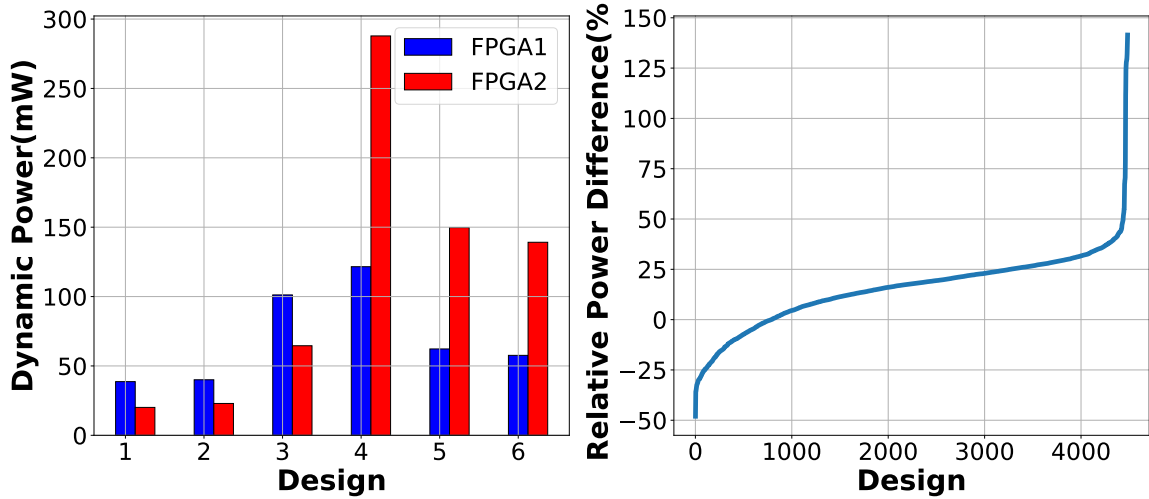 Dynamic Power(mW)
300
250
200
150
100
50
0
1 2 3 4 5 6
Design
FPGA1
FPGA2
Relative Power Difference(%
150
125
100
75
50
25
0
−25
−50
0 1000 2000 3000 4000
Design